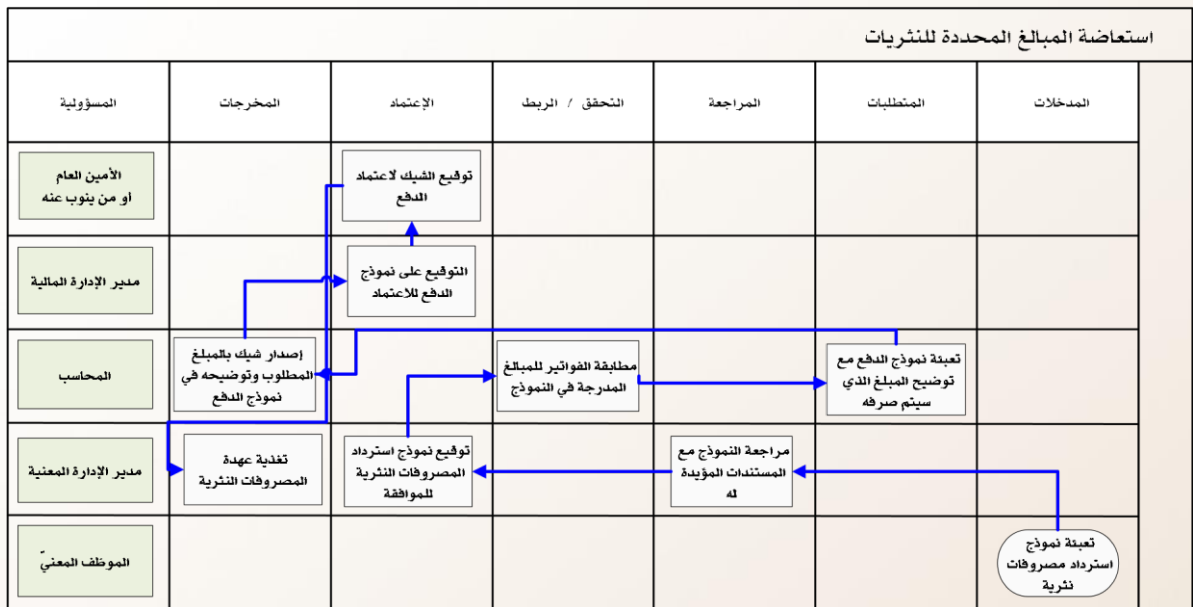 استعاضة المبالغ المحددة للنثريات
المدخلات
المتطلبات
المراجعة
التحقق / الربط
الإعتماد
المخرجات
المسؤولية
توقيع الشيك لاعتماد
الدفع
الأمين العام
او من ينوب عنه
التوقيع على نموذج
الدفع للاعتماد
مدير الإدارة المالية
تعبئة نموذج الدفع مع
توضيح المبلغ الذي
سيتم صرفه
مطابقة الفواتير للمبالغ
المدرجة في النموذج
إصدار شيك بالمبلغ
المطلوب وتوضيحه في
نموذج الدفع
المحاسب
مراجعة النموذج مع
المستندات المؤيدة
له
توقيع نموذج استرداد
المصروفات النثرية
للموافقة
تغذية عهدة
المصروفات النثرية
مدير الإدارة المعنية
تعبئة نموذج
استرداد مصروفات
نثرية
الموظف المعنيّ